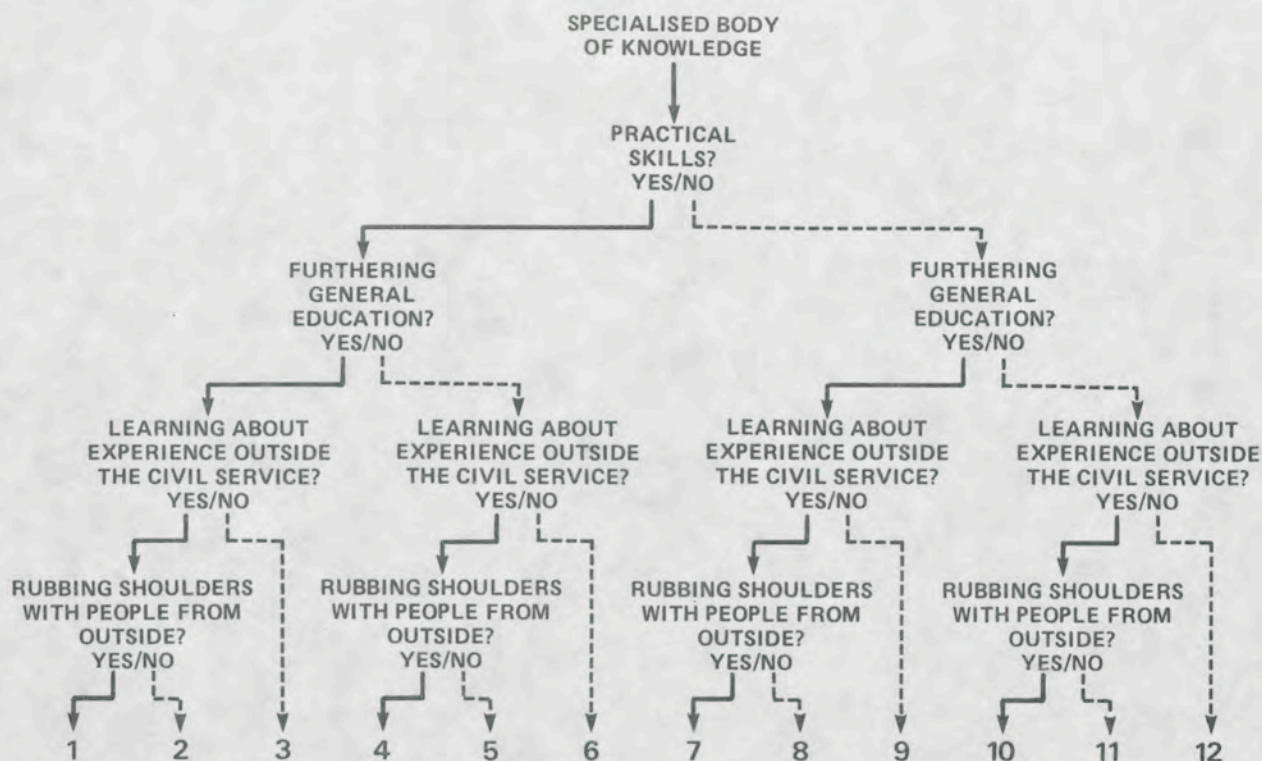 SPECIALISED BODY
OF KNOWLEDGE
PRACTICAL
SKILLS?
YES/NO
FURTHERING
GENERAL
EDUCATION?
YES/NO
FURTHERING
GENERAL
EDUCATION?
YES/NO
LEARNING ABOUT
EXPERIENCE OUTSIDE
THE CIVIL SERVICE?
YES/NO
LEARNING ABOUT
EXPERIENCE OUTSIDE
THE CIVIL SERVICE?
YES/NO
LEARNING ABOUT
EXPERIENCE OUTSIDE
THE CIVIL SERVICE?
YES/NO
LEARNING ABOUT
EXPERIENCE OUTSIDE
THE CIVIL SERVICE?
YES/NO
RUBBING SHOULDERS
WITH PEOPLE FROM
OUTSIDE?
YES/NO
RUBBING SHOULDERS
WITH PEOPLE FROM
OUTSIDE?
YES/NO
RUBBING SHOULDERS
WITH PEOPLE FROM
OUTSIDE?
YES/NO
RUBBING SHOULDERS
WITH PEOPLE FROM
OUTSIDE?
YES/NO
1 2 3 4 5 6 7 8 9 10 11 12